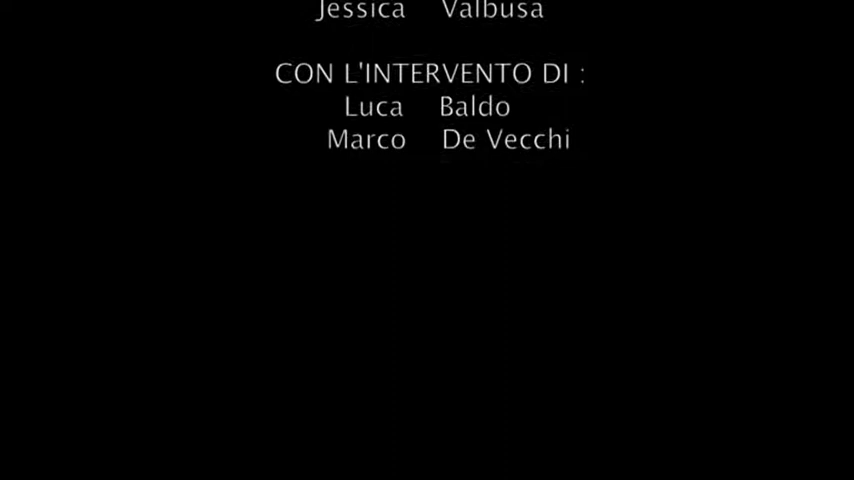 Jessica Valbusa
CON L'INTERVENTO DI :
Luca Baldo
Marco De Vecchi